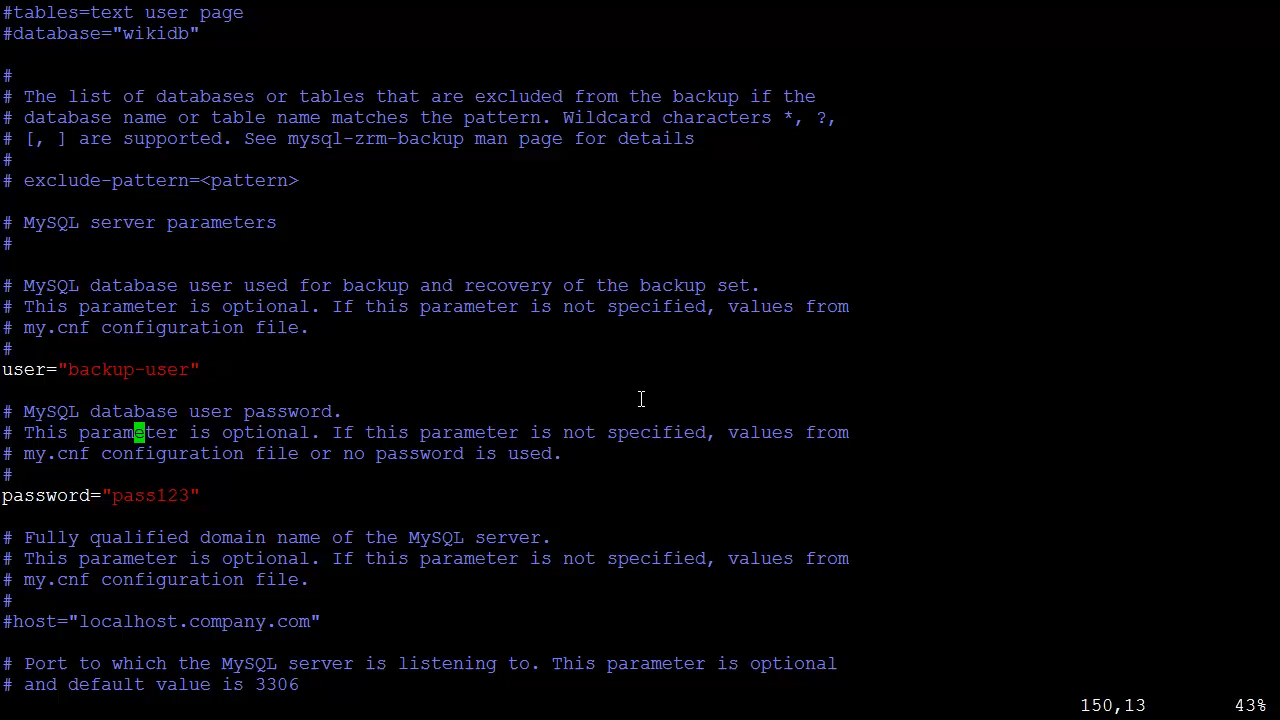 #tables=text user page
#database="wikidb"
#
# The list of databases or tables that are excluded from the backup if the
# database name or table name matches the pattern. Wildcard characters *, ?,
# [, ] are supported. See mysql-zrm-backup man page for details
#
# exclude-pattern=<pattern>
# MySQL server parameters
#
# MySQL database user used for backup and recovery of the backup set.
# This parameter is optional. If this parameter is not specified, values from
# my.cnf configuration file.
#
user="backup-user"
# MySQL database user password.
# This parameter is optional. If this parameter is not specified, values from
# my.cnf configuration file or no password is used.
#
password="pass123"
# Fully qualified domain name of the MySQL server.
# This parameter is optional. If this parameter is not specified, values from
# my.cnf configuration file.
#
#host="localhost.company.com"
# Port to which the MySQL server is listening to. This parameter is optional
# and default value is 3306
150,13 43%